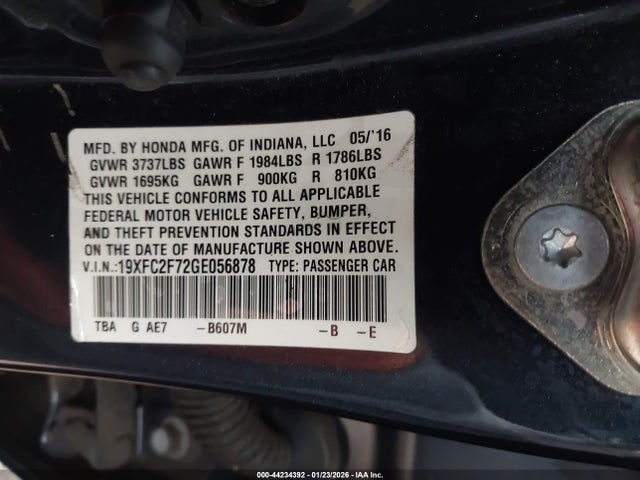 MFD. BY HONDA MFG. OF INDIANA, LLC 05/'16
GVWR 3737LBS GAWR F 1984LBS R 1786LBS
GVWR 1695KG GAWR F 900KG R 810KG
THIS VEHICLE CONFORMS TO ALL APPLICABLE
FEDERAL MOTOR VEHICLE SAFETY, BUMPER,
AND THEFT PREVENTION STANDARDS IN EFFECT
ON THE DATE OF MANUFACTURE SHOWN ABOVE.
V.I.N.:19XFC2F72GE056878 TYPE: PASSENGER CAR
TBA G AE7 -B607M -B -E
000-44234392 - 01/23/2026 - IAA Inc.